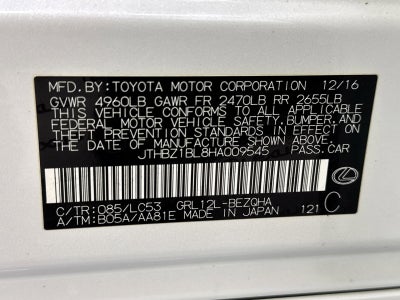 MFD.BY:TOYOTA MOTOR CORPORATION 12/16
GVWR 4960LB GAWR FR 2470LB RR 2655LB
THIS VEHICLE CONFORMS TO ALL APPLICABLE
FEDERAL MOTOR VEHICLE SAFETY, BUMPER, AND
THEFT PREVENTION STANDARDS IN EFFECT ON
THE DATE OF MANUFACTURE SHOWN ABOVE.
JTHBZ1BL8HA009545 PASS.CAR
C/TR:085/LC53 GRL12L-BEZQHA
A/TM:B05A/AA81E MADE IN JAPAN 121 C